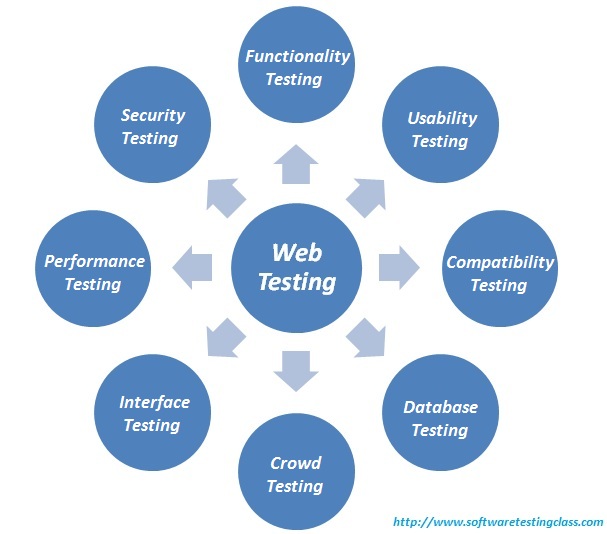 Functionality
Testing
Security
Testing
Usability
Testing
Performance
Testing
Web
Testing
Compatibility
Testing
Interface
Testing
Database
Testing
Crowd
Testing
http://www.softwaretestingclass.com